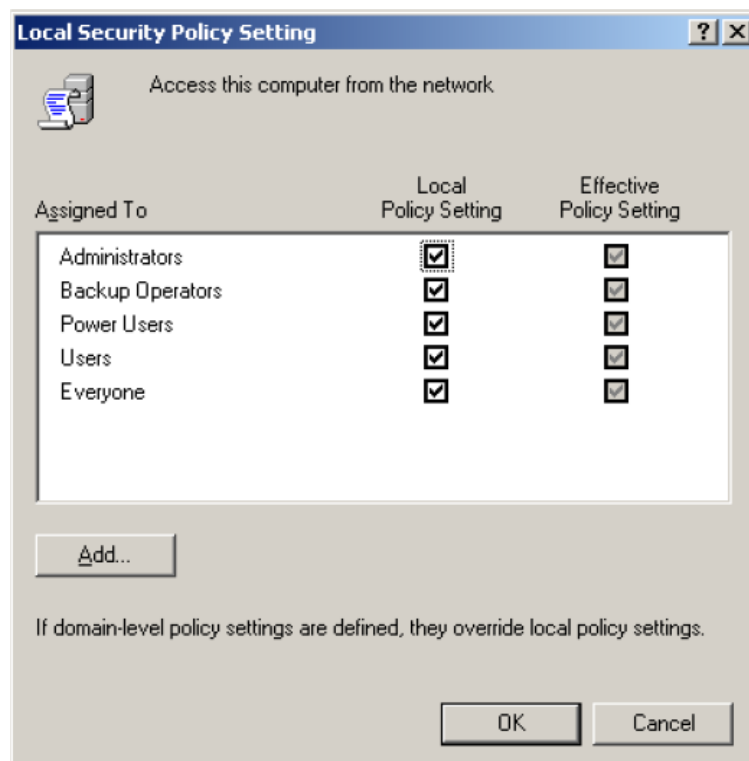 Local Security Policy Setting
Access this computer from the network
Local Effective
Assigned To Policy Setting Policy Setting
Administrators
Backup Operators
Power Users
Users
Everyone
Add...
If domain-level policy settings are defined, they override local policy settings.
OK Cancel